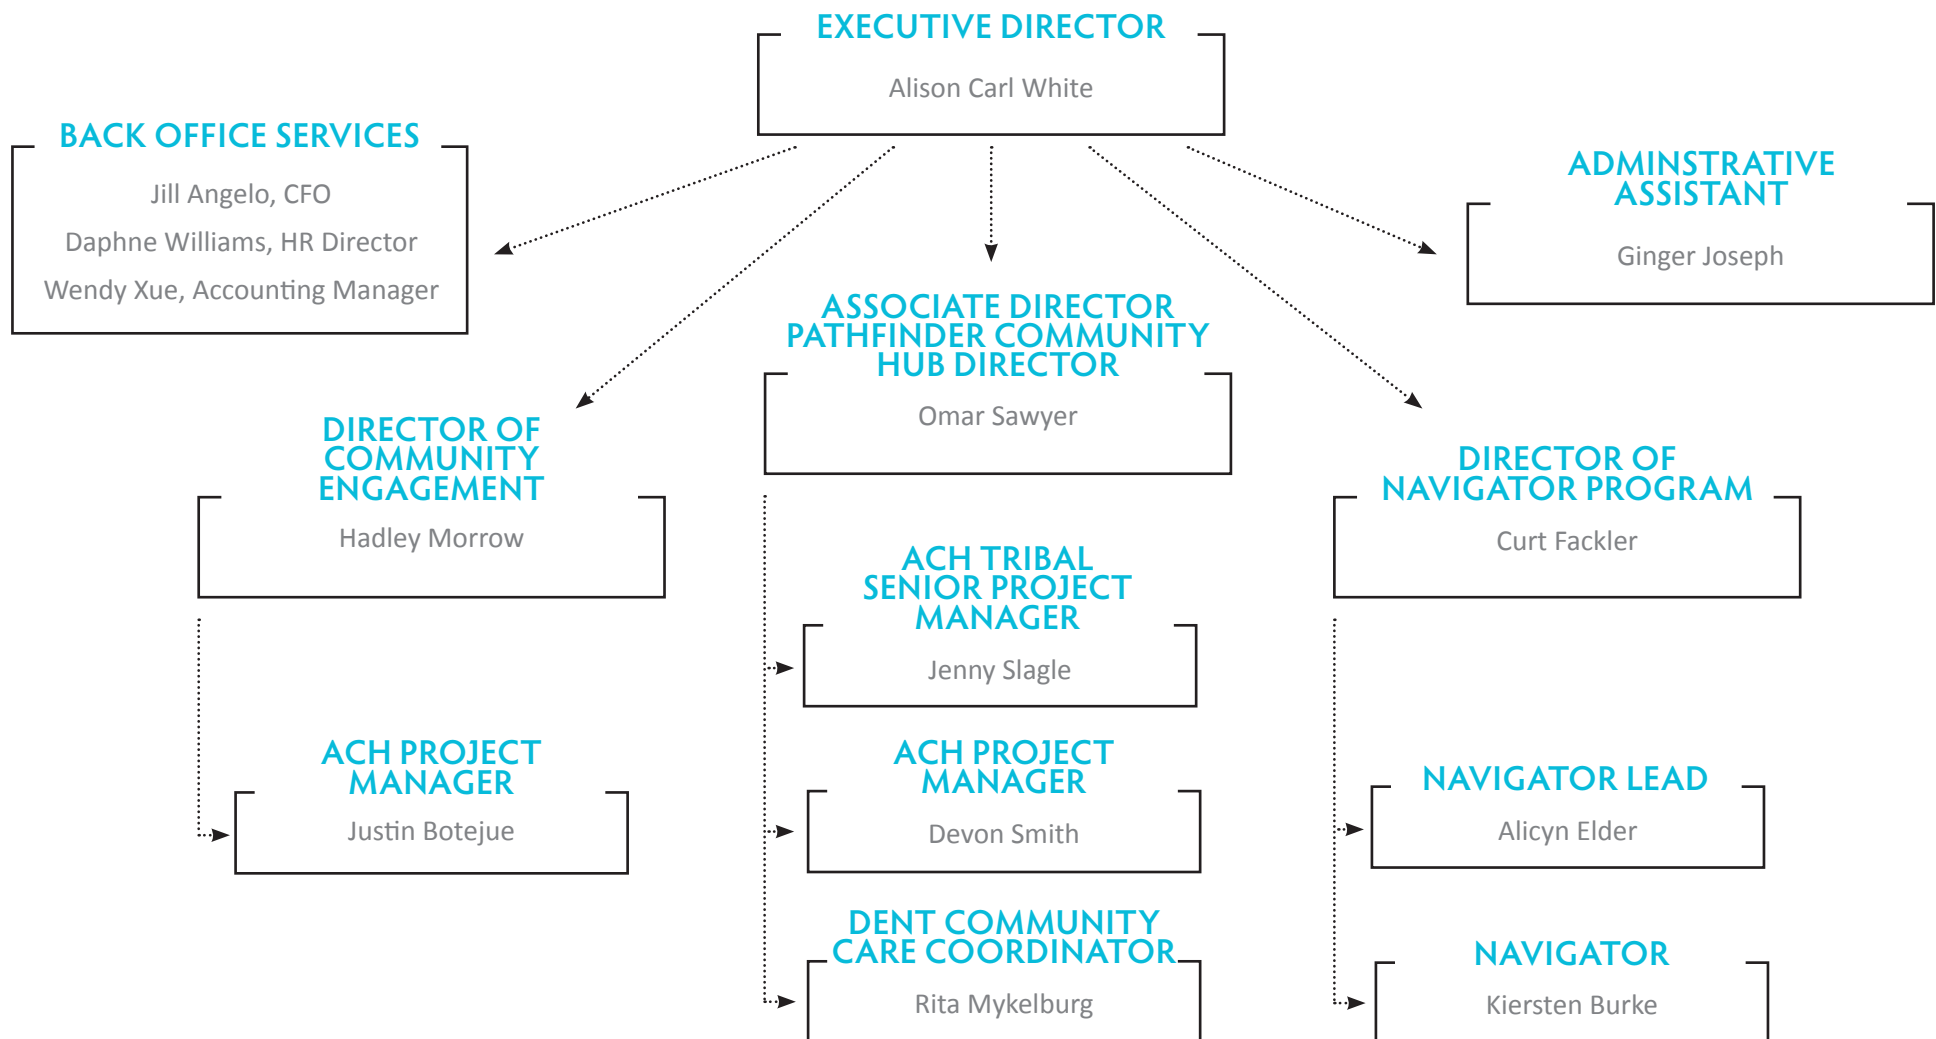 EXECUTIVE DIRECTOR
Alison Carl White
BACK OFFICE SERVICES
Jill Angelo, CFO
Daphne Williams, HR Director
Wendy Xue, Accounting Manager
ADMINSTRATIVE
ASSISTANT
Ginger Joseph
ASSOCIATE DIRECTOR
PATHFINDER COMMUNITY
HUB DIRECTOR
Omar Sawyer
DIRECTOR OF
COMMUNITY
ENGAGEMENT
Hadley Morrow
DIRECTOR OF
NAVIGATOR PROGRAM
Curt Fackler
ACH TRIBAL
SENIOR PROJECT
MANAGER
Jenny Slagle
ACH PROJECT
MANAGER
Justin Botejue
ACH PROJECT
MANAGER
Devon Smith
NAVIGATOR LEAD
Alicyn Elder
DENT COMMUNITY
CARE COORDINATOR
Rita Mykelburg
NAVIGATOR
Kiersten Burke